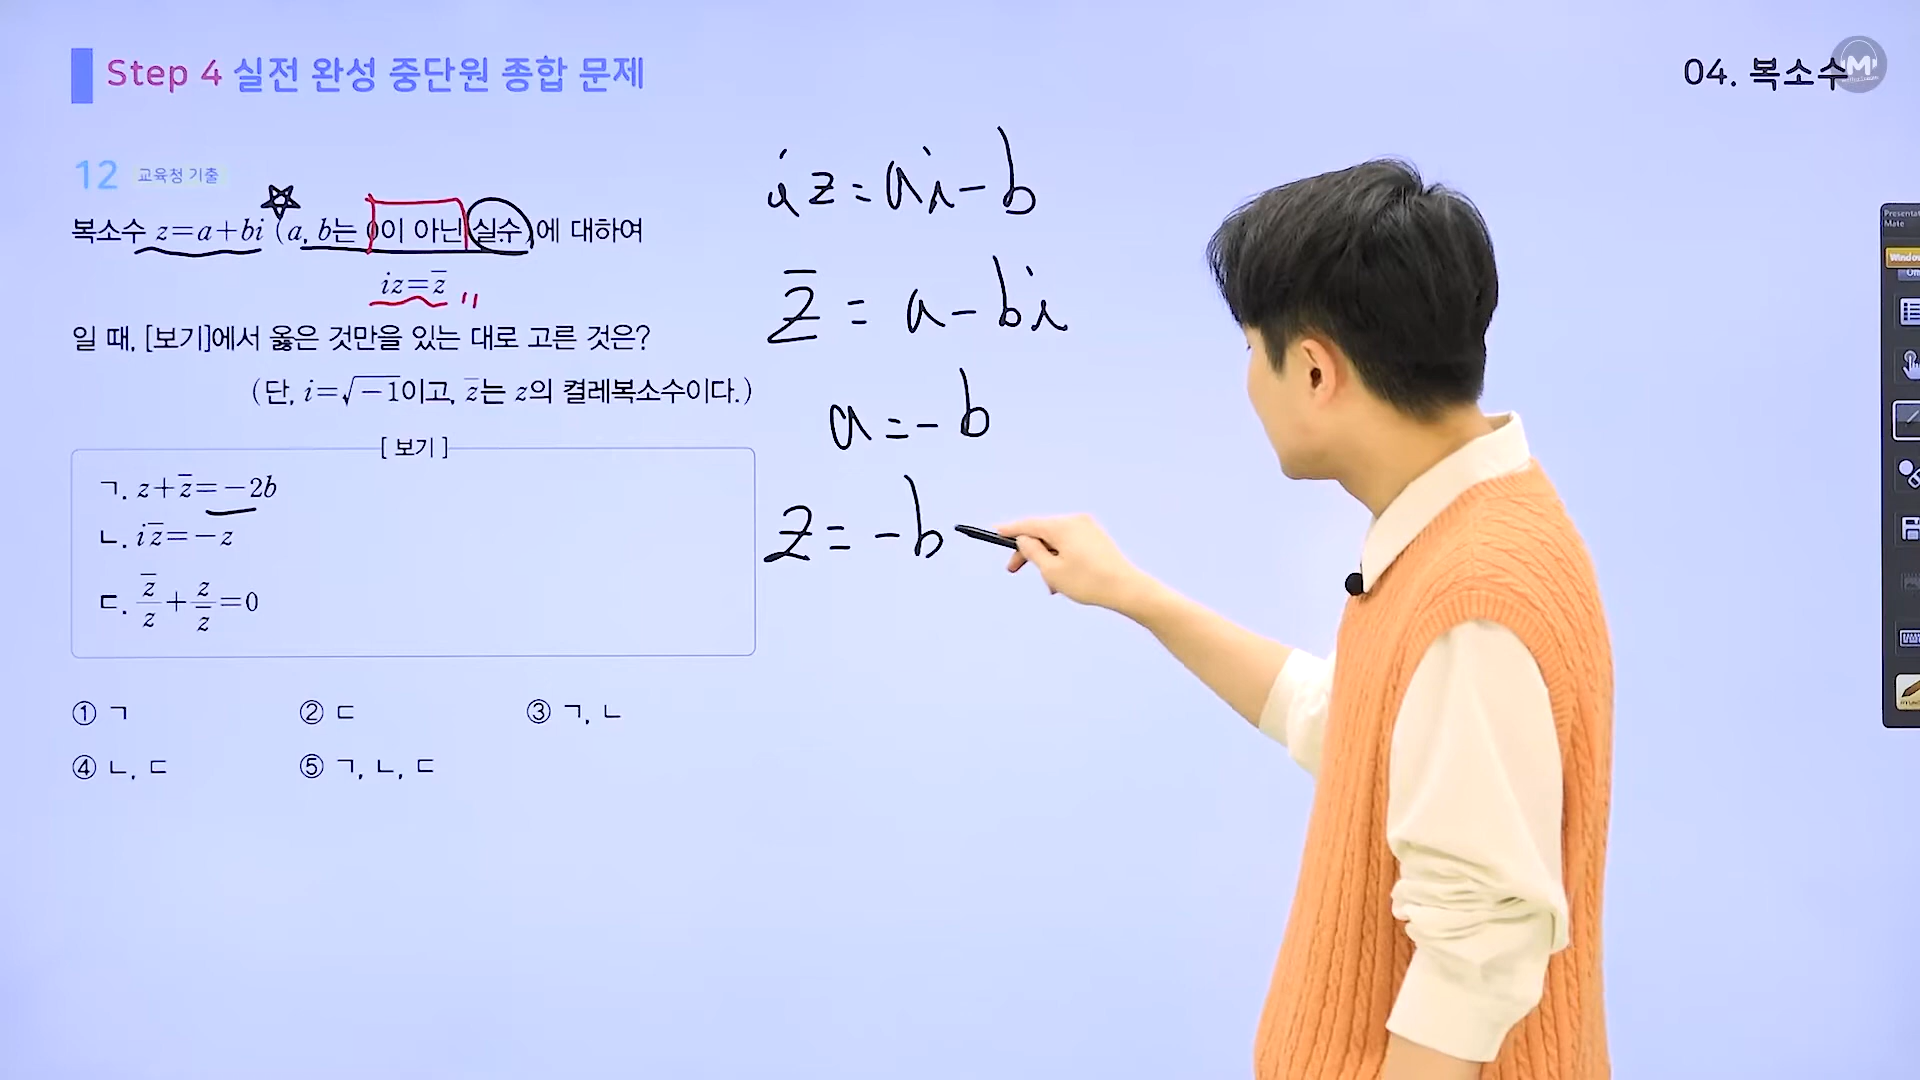 Step 4 실전 완성 중단원 종합 문제
04. 복소수
12 교육청 기출
복소수 z=a+bi (a, b는 0이 아닌 실수)에 대하여
iz=z̄
일 때, [보기]에서 옳은 것만을 있는 대로 고른 것은?
(단, i=√-1이고, z̄는 z의 켤레복소수이다.)
[보기]
ㄱ. z+z̄=-2b
ㄴ. iz̄=-z
ㄷ. z̄/z+z/z̄=0
① ㄱ ② ㄷ ③ ㄱ, ㄴ
④ ㄴ, ㄷ ⑤ ㄱ, ㄴ, ㄷ
iz=ai-b
z̄=a-bi
a=-b
z=-b
M